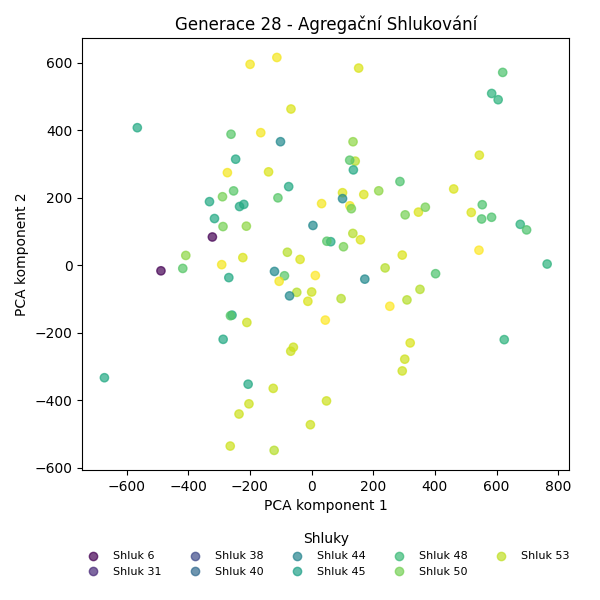 Generace 28 - Agregační Shlukování
PCA komponent 2
600
400
200
0
−200
−400
−600
−600 −400 −200 0 200 400 600
PCA komponent 1
Shluky
Shluk 6 Shluk 38 Shluk 44 Shluk 48 Shluk 53
Shluk 31 Shluk 40 Shluk 45 Shluk 50